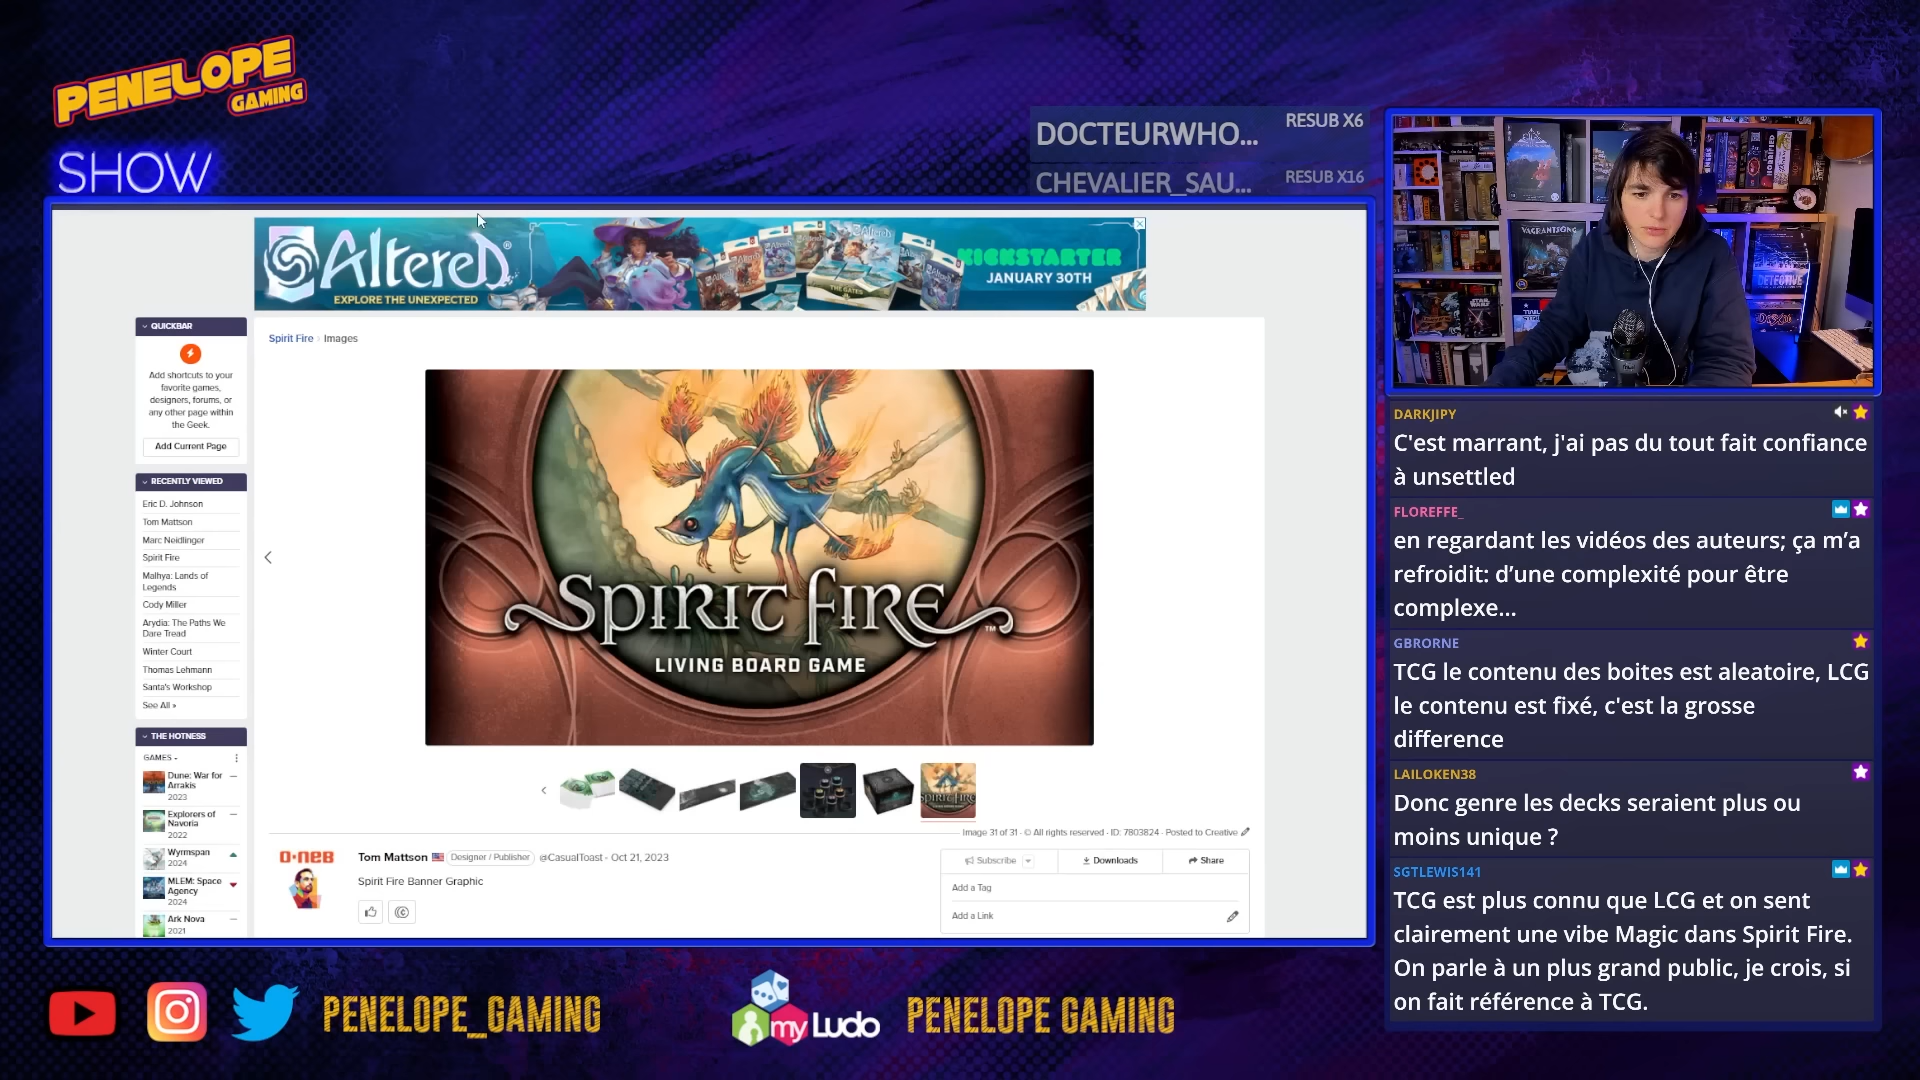 PENELOPE
GAMING
SHOW
DOCTEURWHO... RESUB X6
CHEVALIER_SAU... RESUB X16
Altered
EXPLORE THE UNEXPECTED
KICKSTARTER
JANUARY 30TH
QUICKBAR
Add shortcuts to your
favorite games,
designers, forums, or
any other page within
the Geek.
Add Current Page
RECENTLY VIEWED
Eric D. Johnson
Tom Mattson
Marc Neidlinger
Spirit Fire
Malhya: Lands of
Legends
Cody Miller
Arydia: The Paths We
Dare Tread
Winter Court
Thomas Lehmann
Santa's Workshop
See All »
THE HOTNESS
GAMES
Dune: War for
Arrakis
2023
Explorers of
Navoria
2022
Wyrmspan
2024
MLEM: Space
Agency
2024
Ark Nova
2021
Spirit Fire › Images
SPIRIT FIRE™
LIVING BOARD GAME
Image 31 of 31 · © All rights reserved · ID: 7803824 · Posted to Creative
O·NEB
Tom Mattson Designer / Publisher @CasualToast · Oct 21, 2023
Spirit Fire Banner Graphic
Subscribe
Downloads
Share
Add a Tag
Add a Link
VAGRANTSONG
DETECTIVE
STAR WARS
DARKJIPY
C'est marrant, j'ai pas du tout fait confiance
à unsettled
FLOREFFE_
en regardant les vidéos des auteurs; ça m’a
refroidit: d’une complexité pour être
complexe...
GBRORNE
TCG le contenu des boites est aleatoire, LCG
le contenu est fixé, c'est la grosse
difference
LAILOKEN38
Donc genre les decks seraient plus ou
moins unique ?
SGTLEWIS141
TCG est plus connu que LCG et on sent
clairement une vibe Magic dans Spirit Fire.
On parle à un plus grand public, je crois, si
on fait référence à TCG.
PENELOPE_GAMING
my Ludo
PENELOPE GAMING